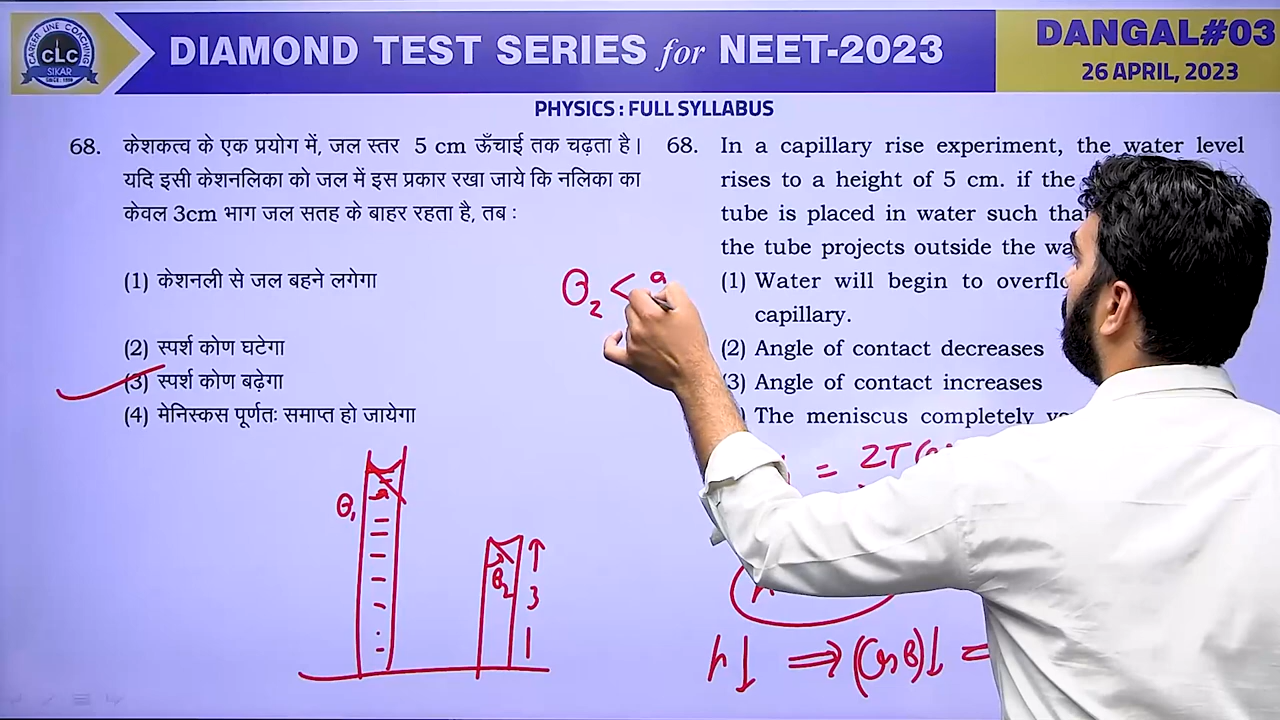 CAREER LINE COACHING
CLC
SIKAR
SINCE : 1996
DIAMOND TEST SERIES for NEET-2023
DANGAL#03
26 APRIL, 2023
PHYSICS : FULL SYLLABUS
68. केशकत्व के एक प्रयोग में, जल स्तर 5 cm ऊँचाई तक चढ़ता है।
यदि इसी केशनलिका को जल में इस प्रकार रखा जाये कि नलिका का
केवल 3cm भाग जल सतह के बाहर रहता है, तब :
(1) केशनली से जल बहने लगेगा
(2) स्पर्श कोण घटेगा
(3) स्पर्श कोण बढ़ेगा
(4) मेनिस्कस पूर्णतः समाप्त हो जायेगा
68. In a capillary rise experiment, the water level
rises to a height of 5 cm. if the
tube is placed in water such
the tube projects outside the
(1) Water will begin to
capillary.
(2) Angle of contact decreases
(3) Angle of contact increases
The meniscus completely
θ₂ <
θ₁
θ₂
3
= 2T
h↓ ⇒ (cos θ)↓ =